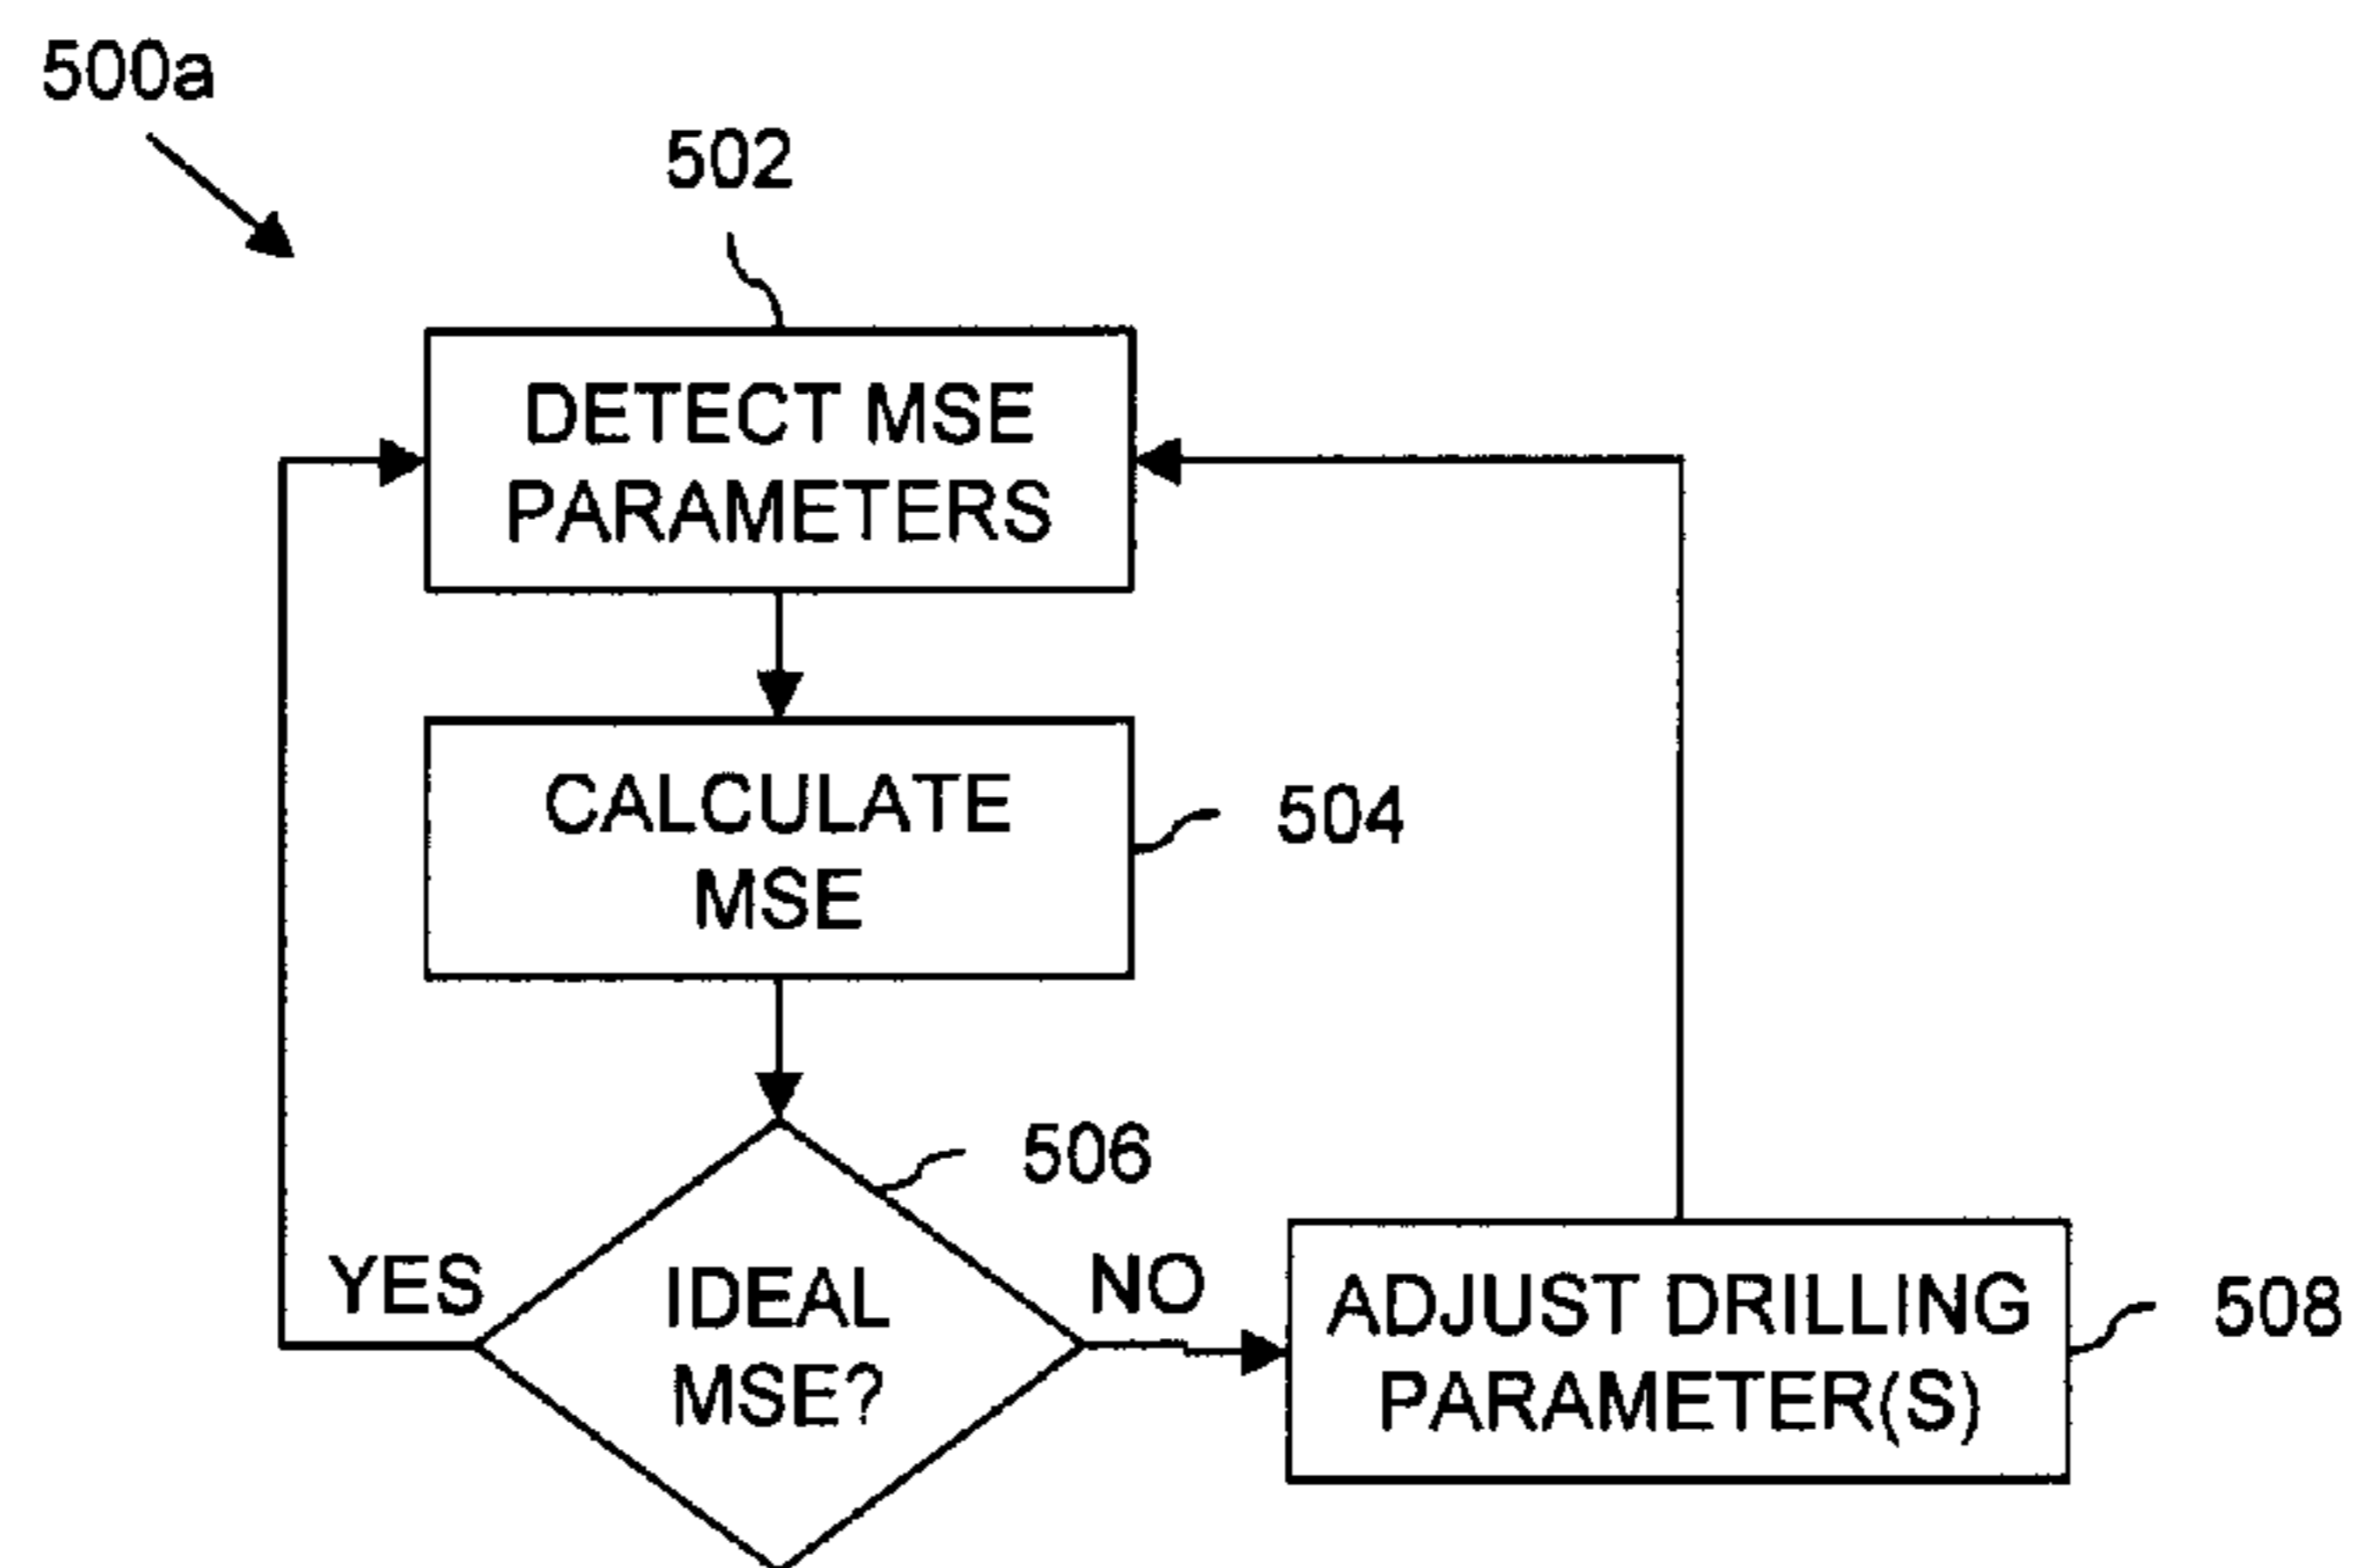 500a
502
DETECT MSE
PARAMETERS
CALCULATE
MSE
504
506
YES
IDEAL
MSE?
NO
ADJUST DRILLING
PARAMETER(S)
508